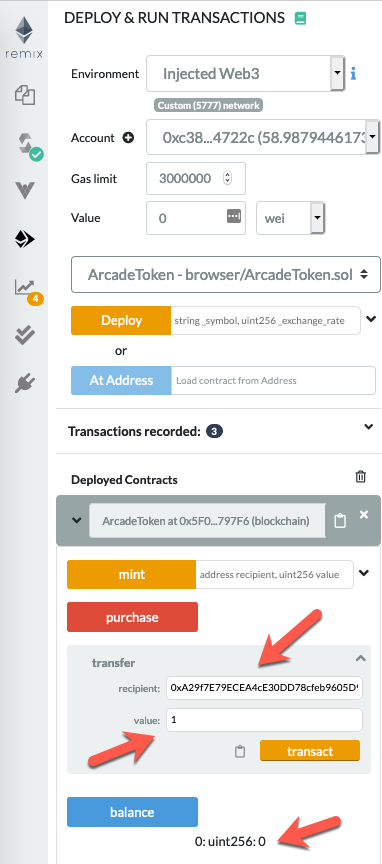 DEPLOY & RUN TRANSACTIONS
remix
Environment
Injected Web3
Custom (5777) network
Account
0xc38...4722c (58.9879446173
Gas limit
3000000
Value
0
wei
ArcadeToken - browser/ArcadeToken.sol
Deploy
string _symbol, uint256 _exchange_rate
or
At Address
Load contract from Address
4
Transactions recorded: 3
Deployed Contracts
ArcadeToken at 0x5F0...797F6 (blockchain)
mint
address recipient, uint256 value
purchase
transfer
recipient:
0xA29f7E79ECEA4cE30DD78cfeb9605D9
value:
1
transact
balance
0: uint256: 0